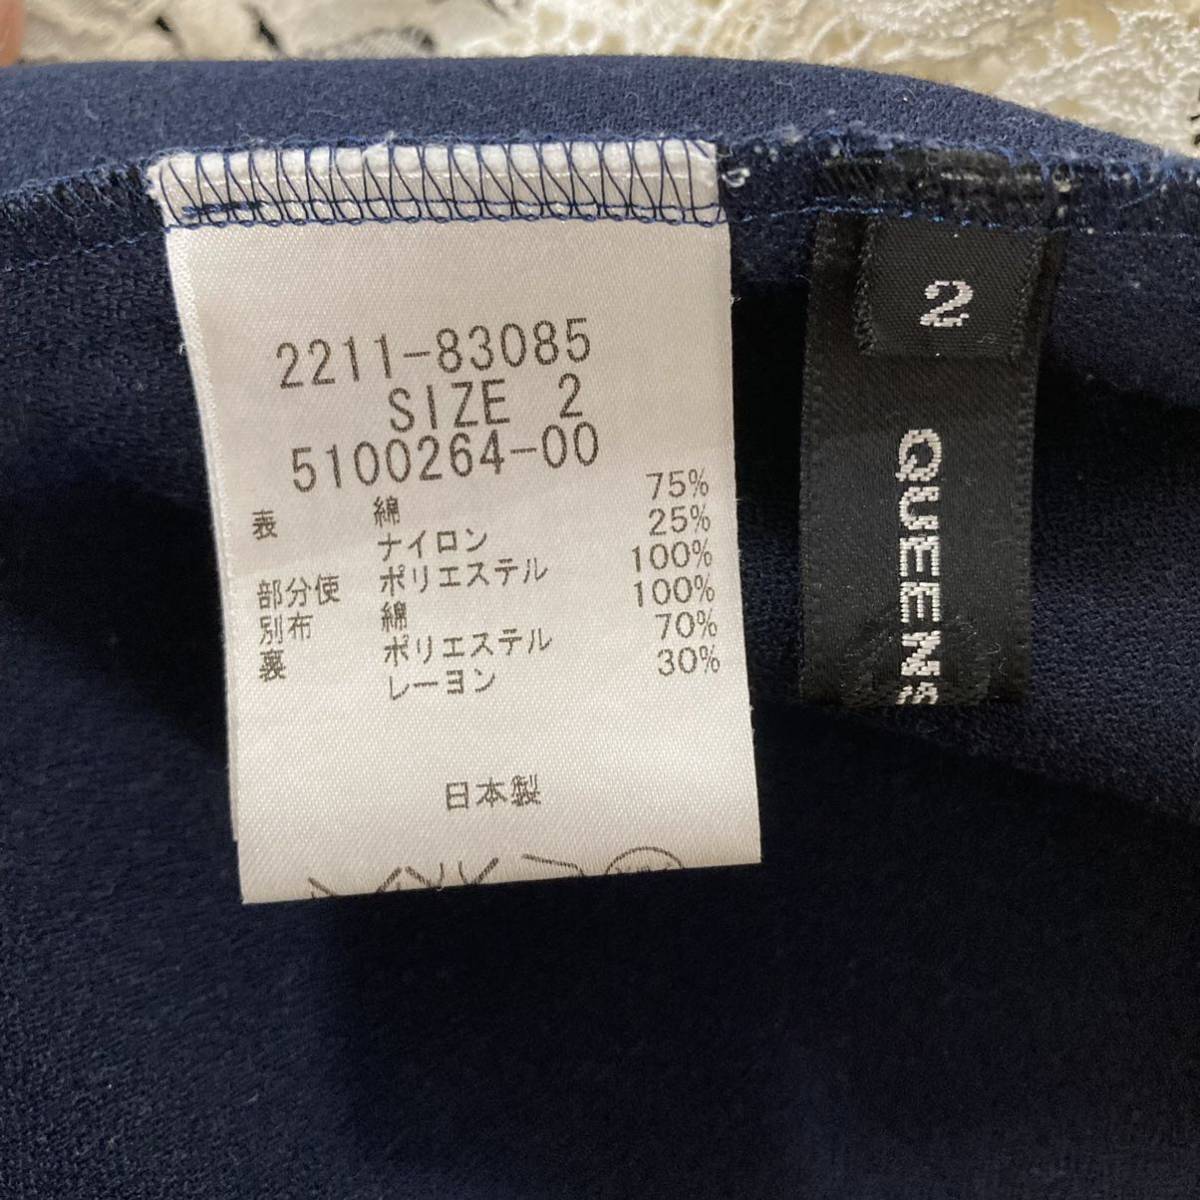 2211-83085
SIZE 2
5100264-00
表 綿 75%
ナイロン 25%
部分使 ポリエステル 100%
別布 綿 100%
裏 ポリエステル 70%
レーヨン 30%
日本製
2
QUEENS